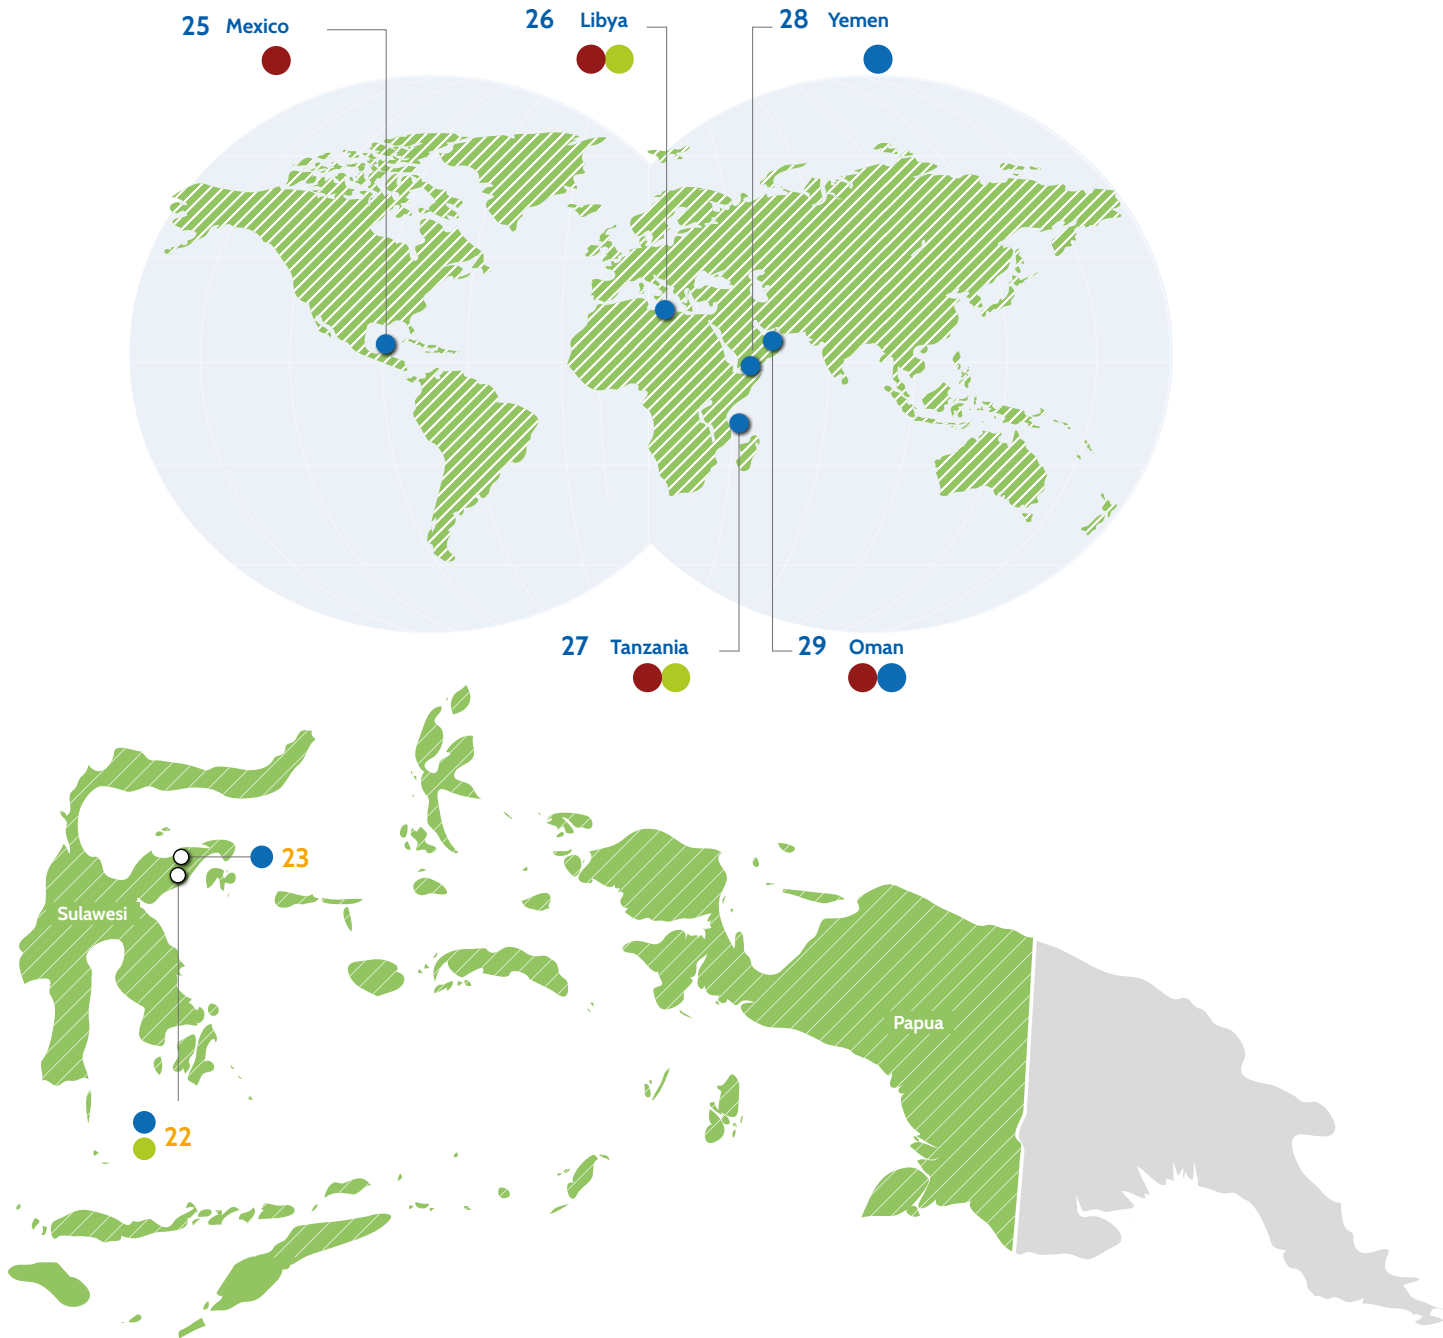 25 Mexico
26 Libya
28 Yemen
27 Tanzania
29 Oman
23
Sulawesi
Papua
22